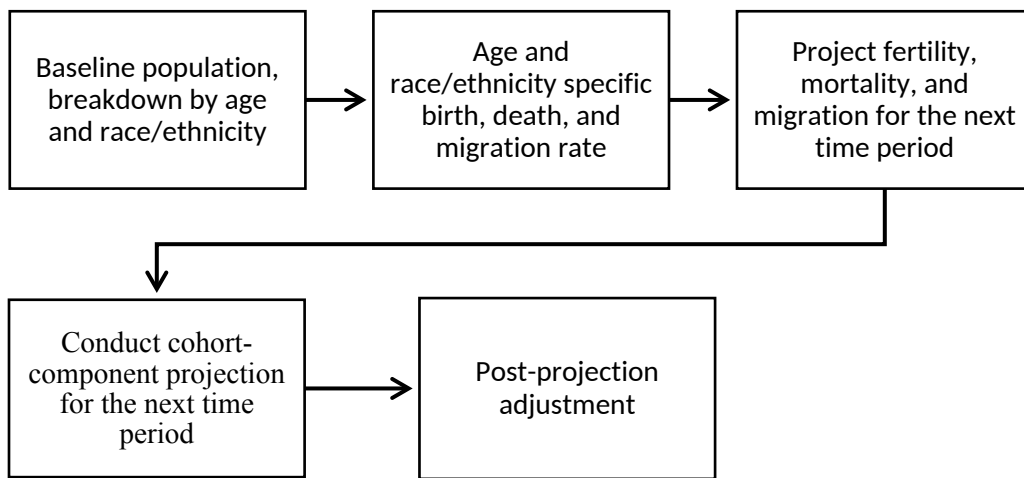 Baseline population,
breakdown by age
and race/ethnicity
Age and
race/ethnicity specific
birth, death, and
migration rate
Project fertility,
mortality, and
migration for the next
time period
Conduct cohort-
component projection
for the next time
period
Post-projection
adjustment